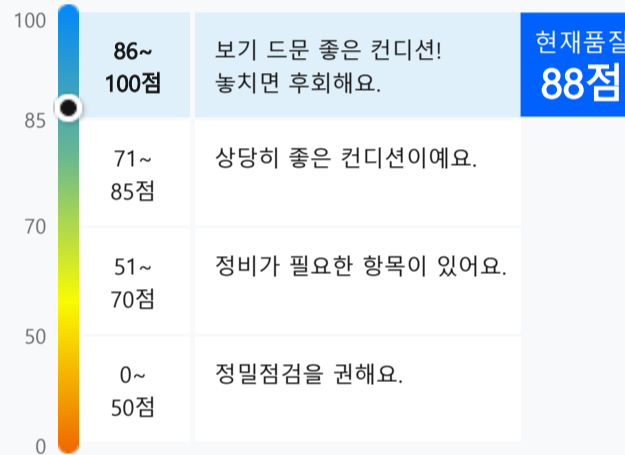 100
86~
100점
보기 드문 좋은 컨디션!
놓치면 후회해요.
현재품질
88점
85
71~
85점
상당히 좋은 컨디션이예요.
70
51~
70점
정비가 필요한 항목이 있어요.
50
0~
50점
정밀점검을 권해요.
0